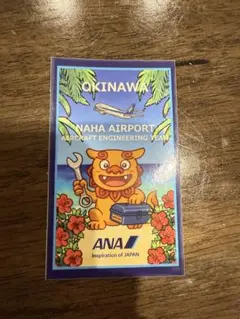 OKINAWA
NAHA AIRPORT
AIRCRAFT ENGINEERING TEAM
ANA
Inspiration of JAPAN